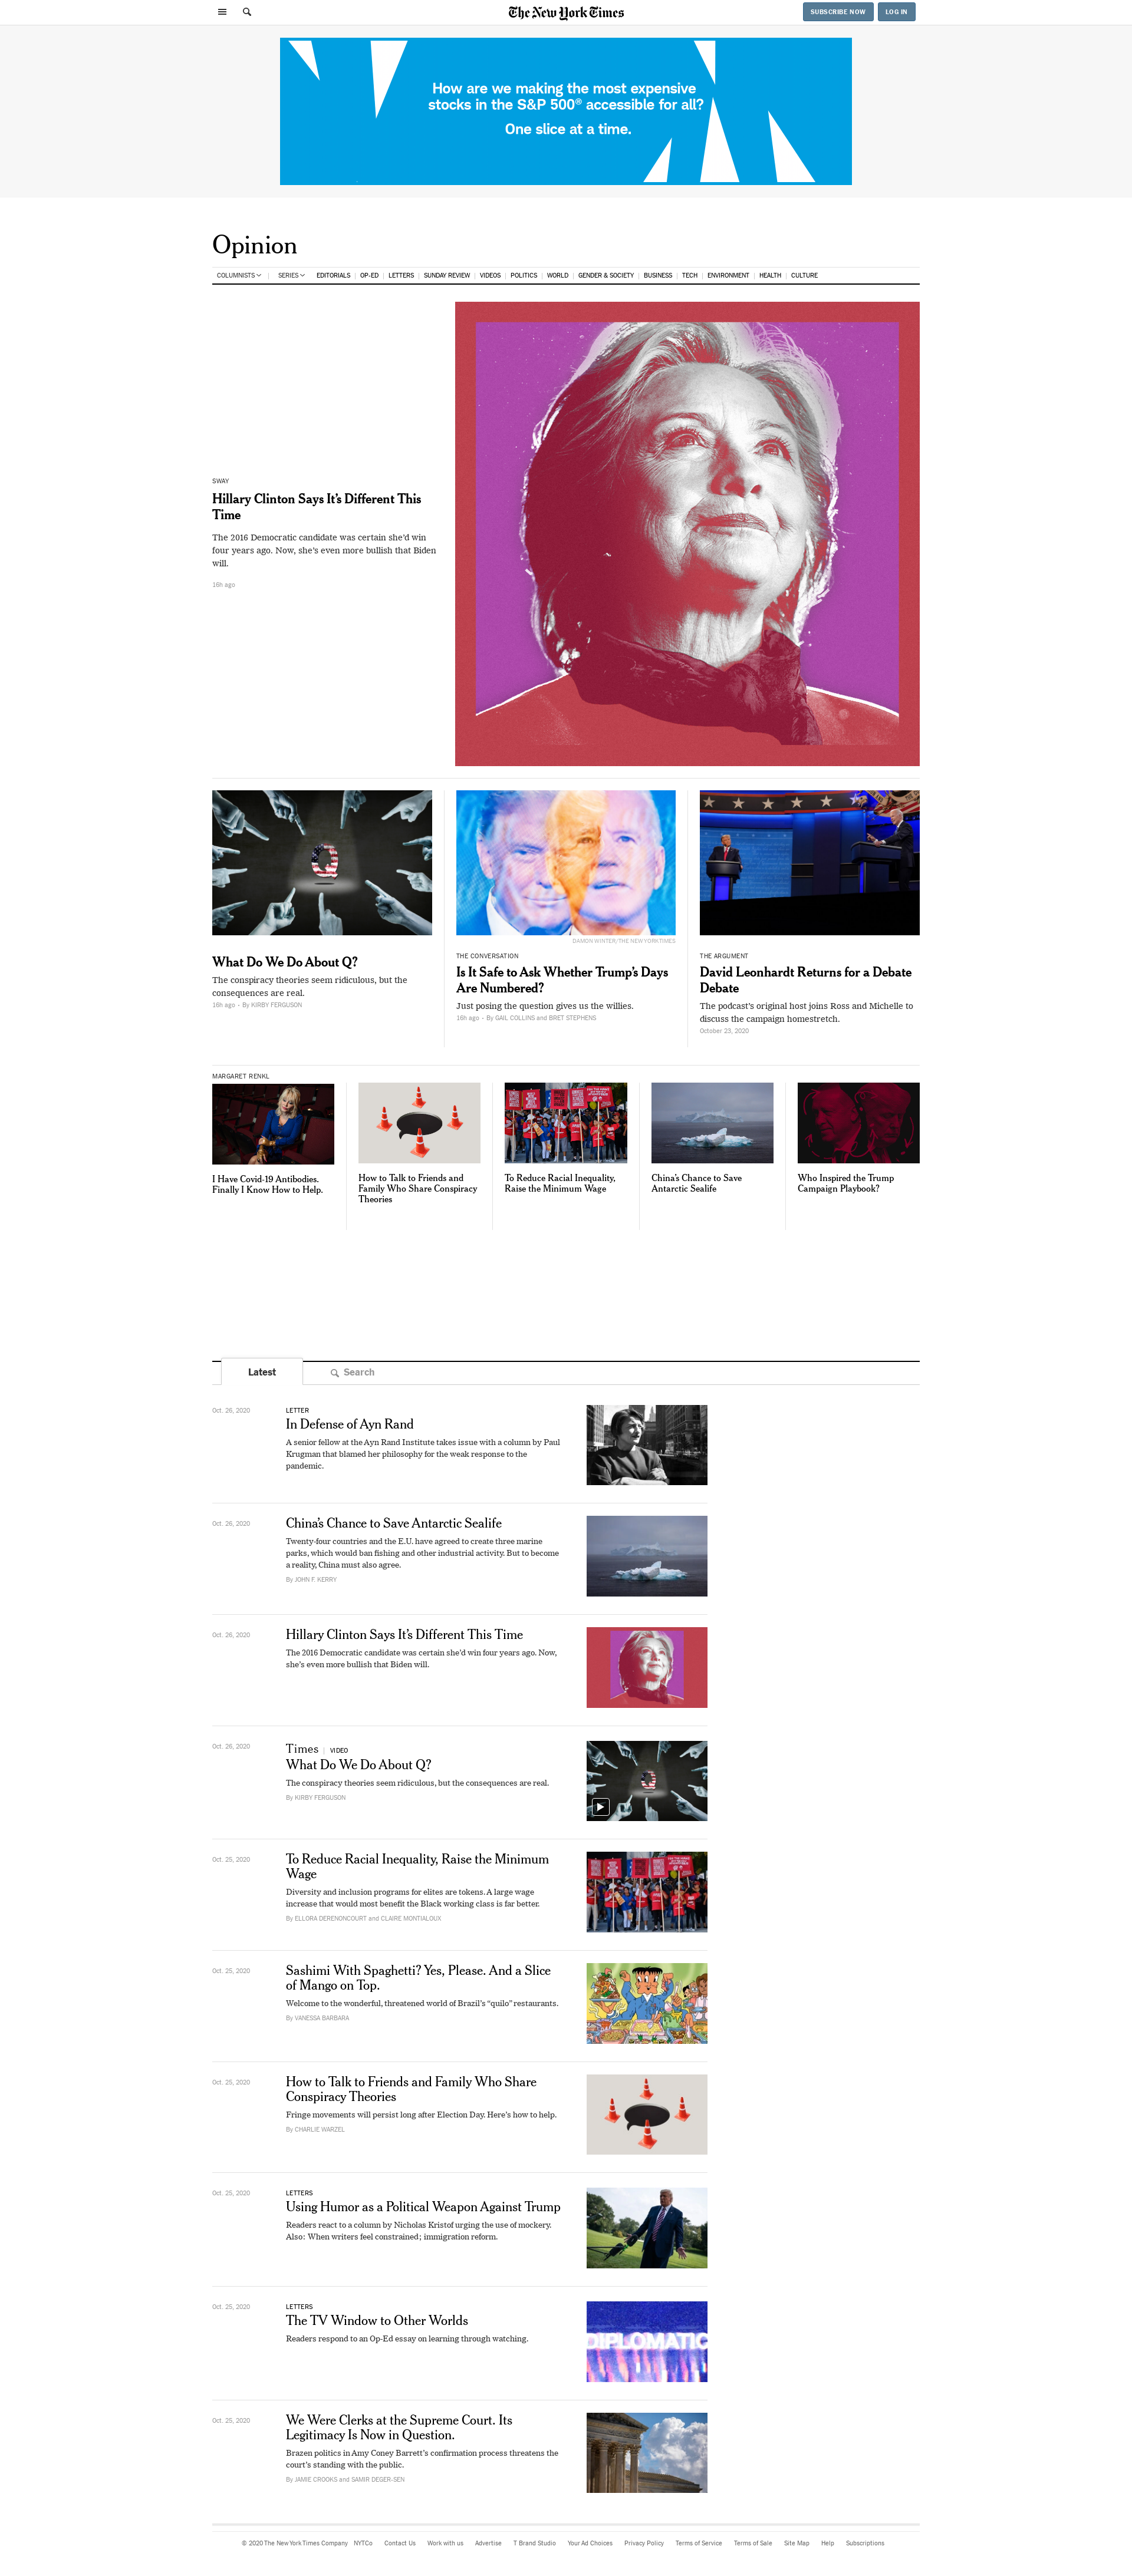 The New York Times
SUBSCRIBE NOW
LOG IN
How are we making the most expensive
stocks in the S&P 500® accessible for all?
One slice at a time.
Opinion
COLUMNISTS | SERIES EDITORIALS | OP-ED | LETTERS | SUNDAY REVIEW | VIDEOS | POLITICS | WORLD | GENDER & SOCIETY | BUSINESS | TECH | ENVIRONMENT | HEALTH | CULTURE
SWAY
Hillary Clinton Says It’s Different This
Time
The 2016 Democratic candidate was certain she’d win
four years ago. Now, she’s even more bullish that Biden
will.
16h ago
Q
What Do We Do About Q?
The conspiracy theories seem ridiculous, but the
consequences are real.
16h ago - By KIRBY FERGUSON
DAMON WINTER/THE NEW YORK TIMES
THE CONVERSATION
Is It Safe to Ask Whether Trump’s Days
Are Numbered?
Just posing the question gives us the willies.
16h ago - By GAIL COLLINS and BRET STEPHENS
THE ARGUMENT
David Leonhardt Returns for a Debate
Debate
The podcast’s original host joins Ross and Michelle to
discuss the campaign homestretch.
October 23, 2020
MARGARET RENKL
I Have Covid-19 Antibodies.
Finally I Know How to Help.
How to Talk to Friends and
Family Who Share Conspiracy
Theories
To Reduce Racial Inequality,
Raise the Minimum Wage
China’s Chance to Save
Antarctic Sealife
Who Inspired the Trump
Campaign Playbook?
Latest
Search
Oct. 26, 2020
LETTER
In Defense of Ayn Rand
A senior fellow at the Ayn Rand Institute takes issue with a column by Paul
Krugman that blamed her philosophy for the weak response to the
pandemic.
Oct. 26, 2020
China’s Chance to Save Antarctic Sealife
Twenty-four countries and the E.U. have agreed to create three marine
parks, which would ban fishing and other industrial activity. But to become
a reality, China must also agree.
By JOHN F. KERRY
Oct. 26, 2020
Hillary Clinton Says It’s Different This Time
The 2016 Democratic candidate was certain she’d win four years ago. Now,
she’s even more bullish that Biden will.
Oct. 26, 2020
Times | VIDEO
What Do We Do About Q?
The conspiracy theories seem ridiculous, but the consequences are real.
By KIRBY FERGUSON
Q
Oct. 25, 2020
To Reduce Racial Inequality, Raise the Minimum
Wage
Diversity and inclusion programs for elites are tokens. A large wage
increase that would most benefit the Black working class is far better.
By ELLORA DERENONCOURT and CLAIRE MONTIALOUX
Oct. 25, 2020
Sashimi With Spaghetti? Yes, Please. And a Slice
of Mango on Top.
Welcome to the wonderful, threatened world of Brazil’s “quilo” restaurants.
By VANESSA BARBARA
Oct. 25, 2020
How to Talk to Friends and Family Who Share
Conspiracy Theories
Fringe movements will persist long after Election Day. Here’s how to help.
By CHARLIE WARZEL
Oct. 25, 2020
LETTERS
Using Humor as a Political Weapon Against Trump
Readers react to a column by Nicholas Kristof urging the use of mockery.
Also: When writers feel constrained; immigration reform.
Oct. 25, 2020
LETTERS
The TV Window to Other Worlds
Readers respond to an Op-Ed essay on learning through watching.
DIPLOMATIC
Oct. 25, 2020
We Were Clerks at the Supreme Court. Its
Legitimacy Is Now in Question.
Brazen politics in Amy Coney Barrett’s confirmation process threatens the
court’s standing with the public.
By JAMIE CROOKS and SAMIR DEGER-SEN
© 2020 The New York Times Company NYTCo Contact Us Work with us Advertise T Brand Studio Your Ad Choices Privacy Policy Terms of Service Terms of Sale Site Map Help Subscriptions